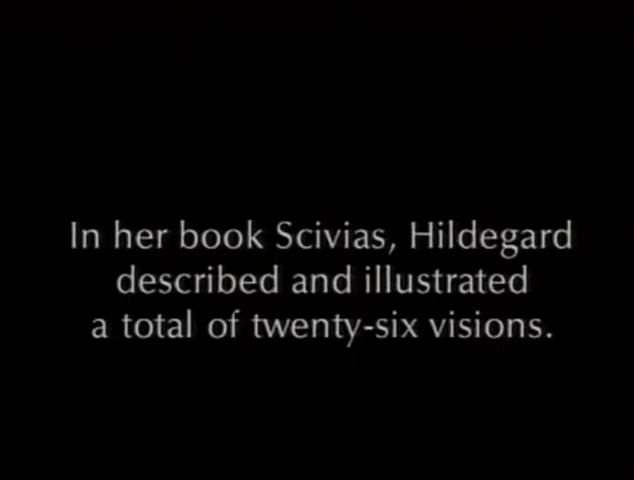 In her book Scivias, Hildegard
described and illustrated
a total of twenty-six visions.